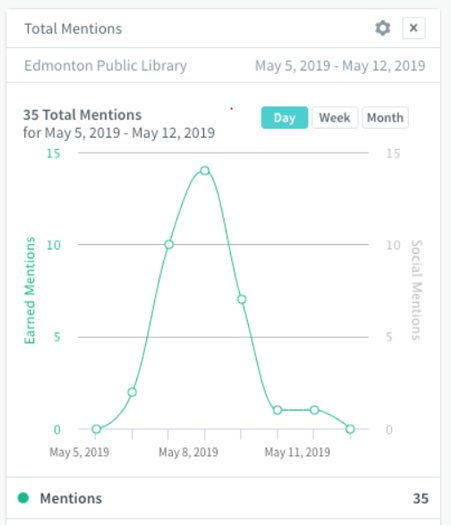 Total Mentions x
Edmonton Public Library May 5, 2019 - May 12, 2019
35 Total Mentions
for May 5, 2019 - May 12, 2019
Day Week Month
15 15
10 10
5 5
0 0
Earned Mentions
Social Mentions
May 5, 2019 May 8, 2019 May 11, 2019
Mentions 35